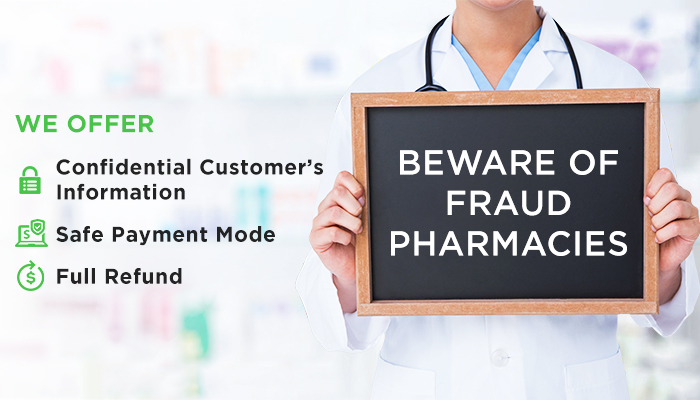 WE OFFER
Confidential Customer's
Information
Safe Payment Mode
Full Refund
BEWARE OF
FRAUD
PHARMACIES